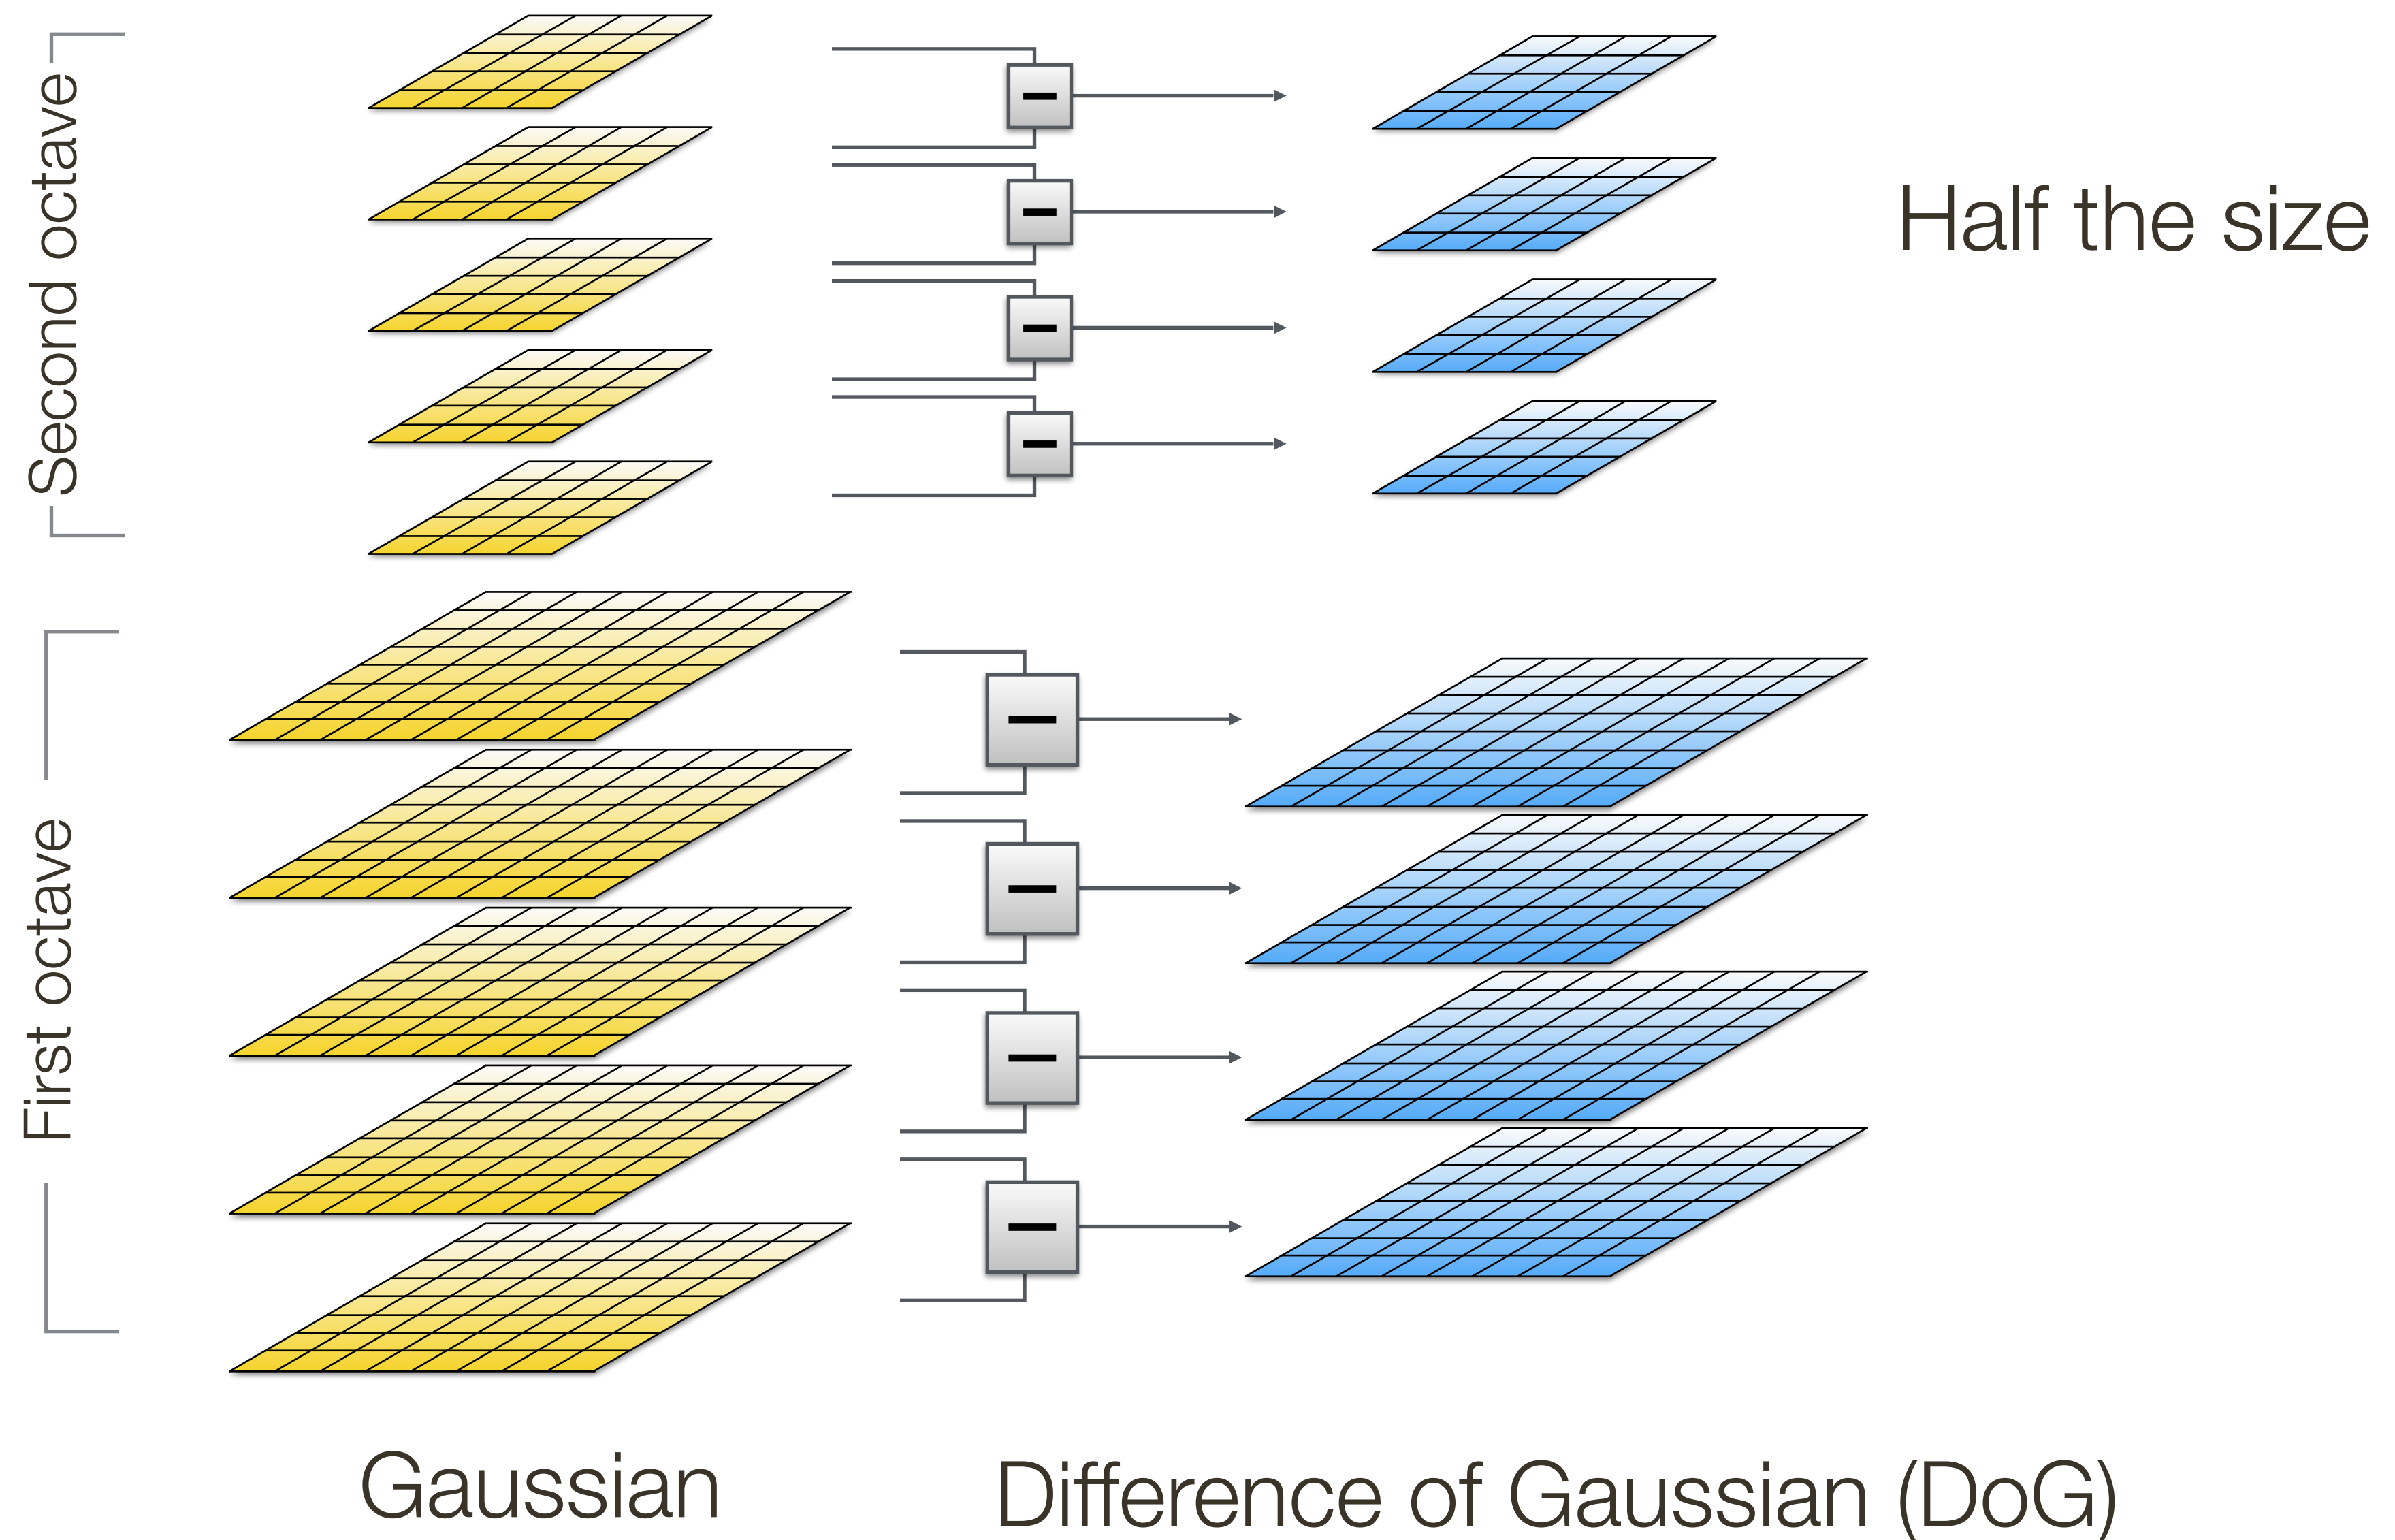 Second octave
Half the size
First octave
Gaussian
Difference of Gaussian (DoG)